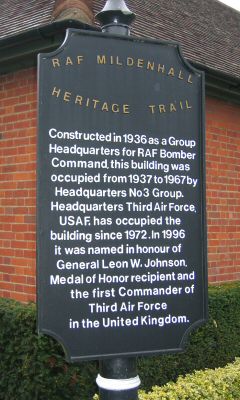 RAF MILDENHALL
HERITAGE TRAIL
Constructed in 1936 as a Group
Headquarters for RAF Bomber
Command, this building was
occupied from 1937 to 1967 by
Headquarters No3 Group.
Headquarters Third Air Force,
USAF, has occupied the
building since 1972. In 1996
it was named in honour of
General Leon W. Johnson,
Medal of Honor recipient and
the first Commander of
Third Air Force
in the United Kingdom.